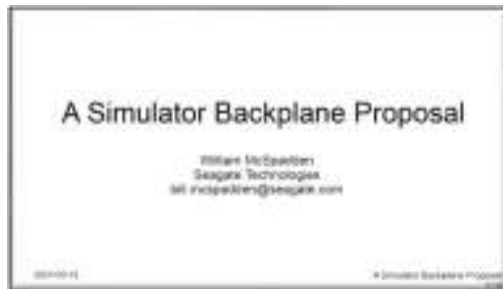 A Simulator Backplane Proposal
William McSpadden
Seagate Technologies
bill.mcspadden@seagate.com
A Simulator Backplane Proposal